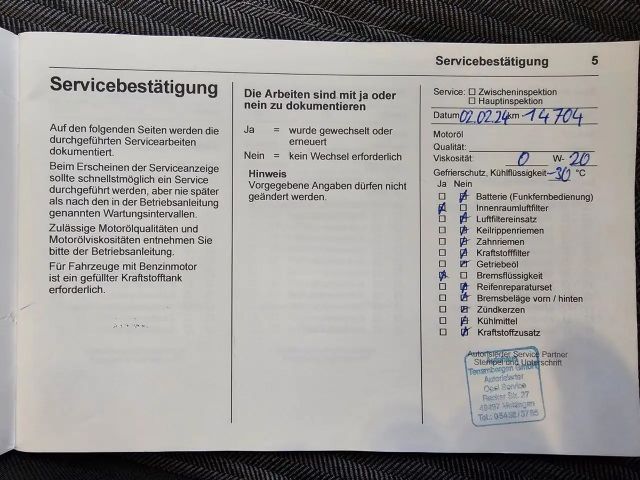 Servicebestätigung 5
Servicebestätigung
Auf den folgenden Seiten werden die
durchgeführten Servicearbeiten
dokumentiert.
Beim Erscheinen der Serviceanzeige
sollte schnellstmöglich ein Service
durchgeführt werden, aber nie später
als nach den in der Betriebsanleitung
genannten Wartungsintervallen.
Zulässige Motorölqualitäten und
Motorölviskositäten entnehmen Sie
bitte der Betriebsanleitung.
Für Fahrzeuge mit Benzinmotor
ist ein gefüllter Kraftstofftank
erforderlich.
Die Arbeiten sind mit ja oder
nein zu dokumentieren
Ja = wurde gewechselt oder
erneuert
Nein = kein Wechsel erforderlich
Hinweis
Vorgegebene Angaben dürfen nicht
geändert werden.
Service: ☐ Zwischeninspektion
☐ Hauptinspektion
Datum 02.02.24 km 14704
Motoröl
Qualität:
Viskosität: 0 W- 20
Gefrierschutz, Kühlflüssigkeit -30 °C
Ja Nein
Batterie (Funkfernbedienung)
Innenraumluftfilter
Luftfiltereinsatz
Keilrippenriemen
Zahnriemen
Kraftstofffilter
Getriebeöl
Bremsflüssigkeit
Reifenreparaturset
Bremsbeläge vorn / hinten
Zündkerzen
Kühlmittel
Kraftstoffzusatz
Autorisierter Service Partner
Stempel und Unterschrift
GmbH
Autorisierter
Opel Service
Str. 27